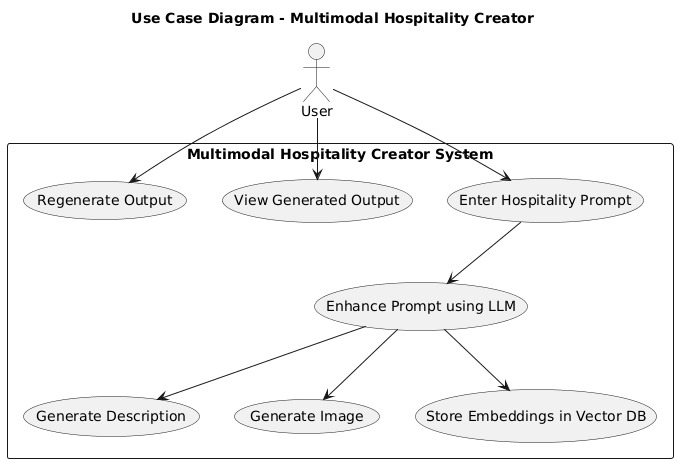 Use Case Diagram - Multimodal Hospitality Creator
User
Multimodal Hospitality Creator System
Regenerate Output
View Generated Output
Enter Hospitality Prompt
Enhance Prompt using LLM
Generate Description
Generate Image
Store Embeddings in Vector DB